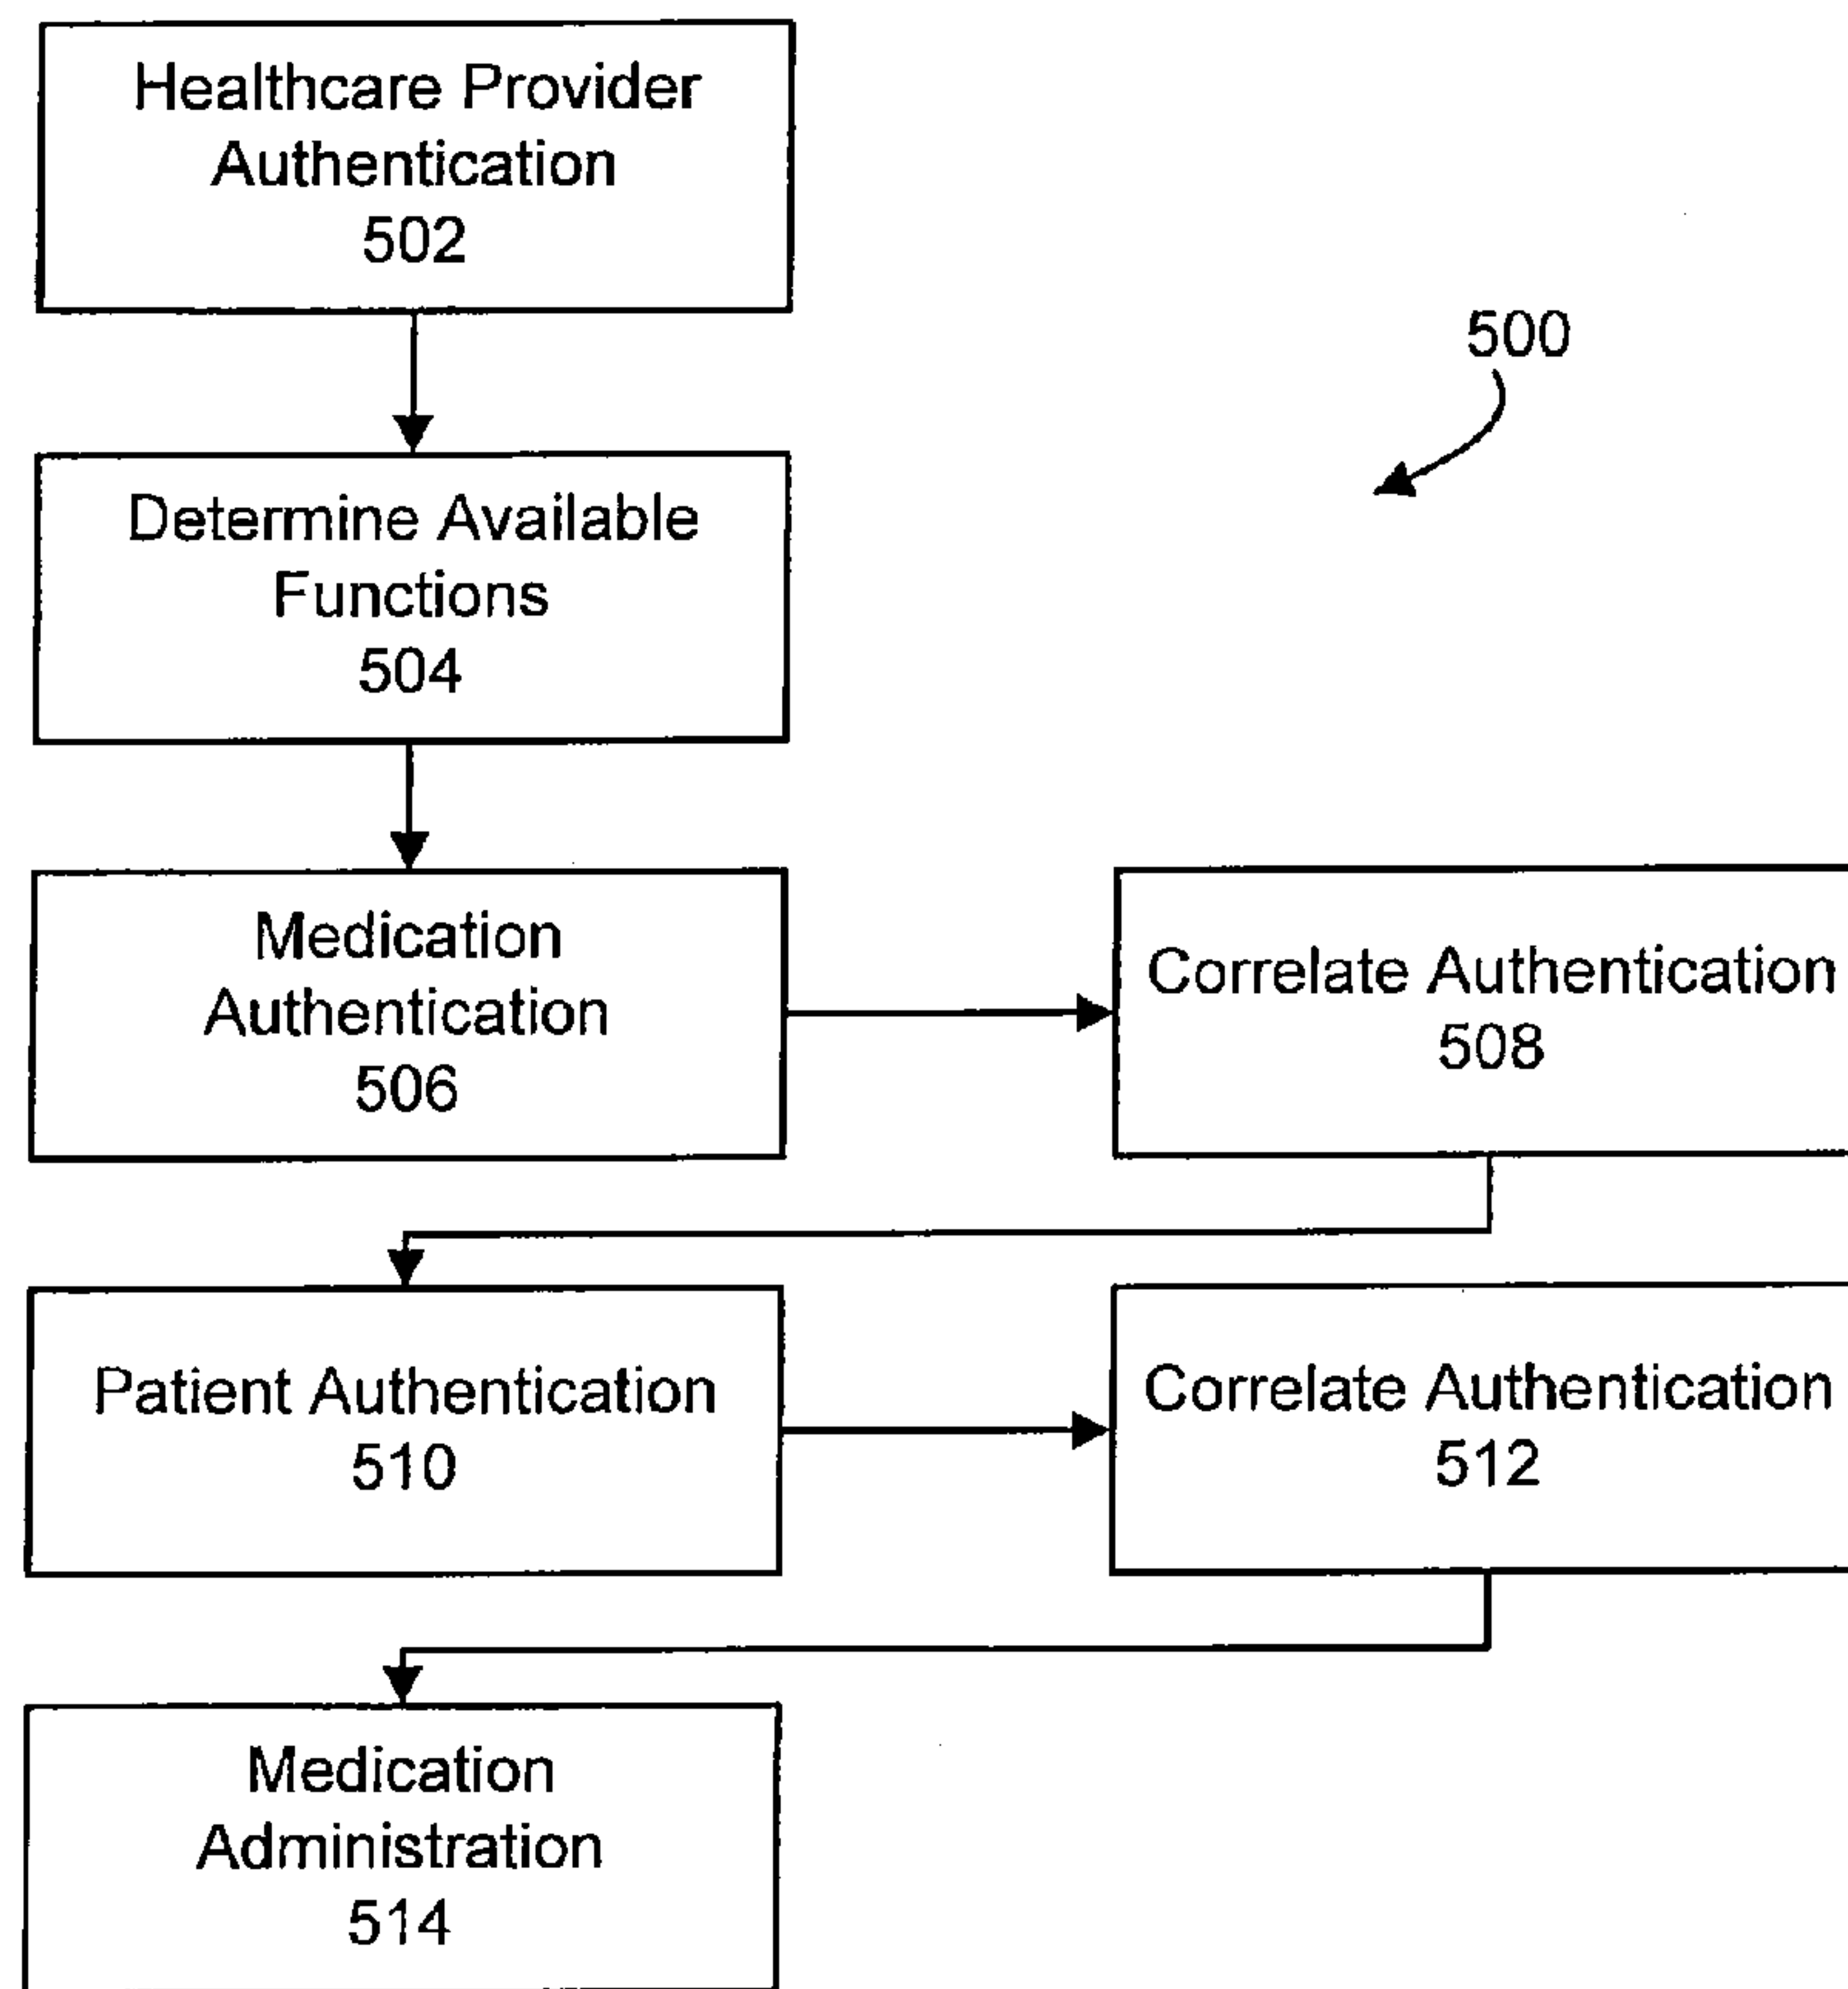 Healthcare Provider
Authentication
502
500
Determine Available
Functions
504
Medication
Authentication
506
Correlate Authentication
508
Patient Authentication
510
Correlate Authentication
512
Medication
Administration
514